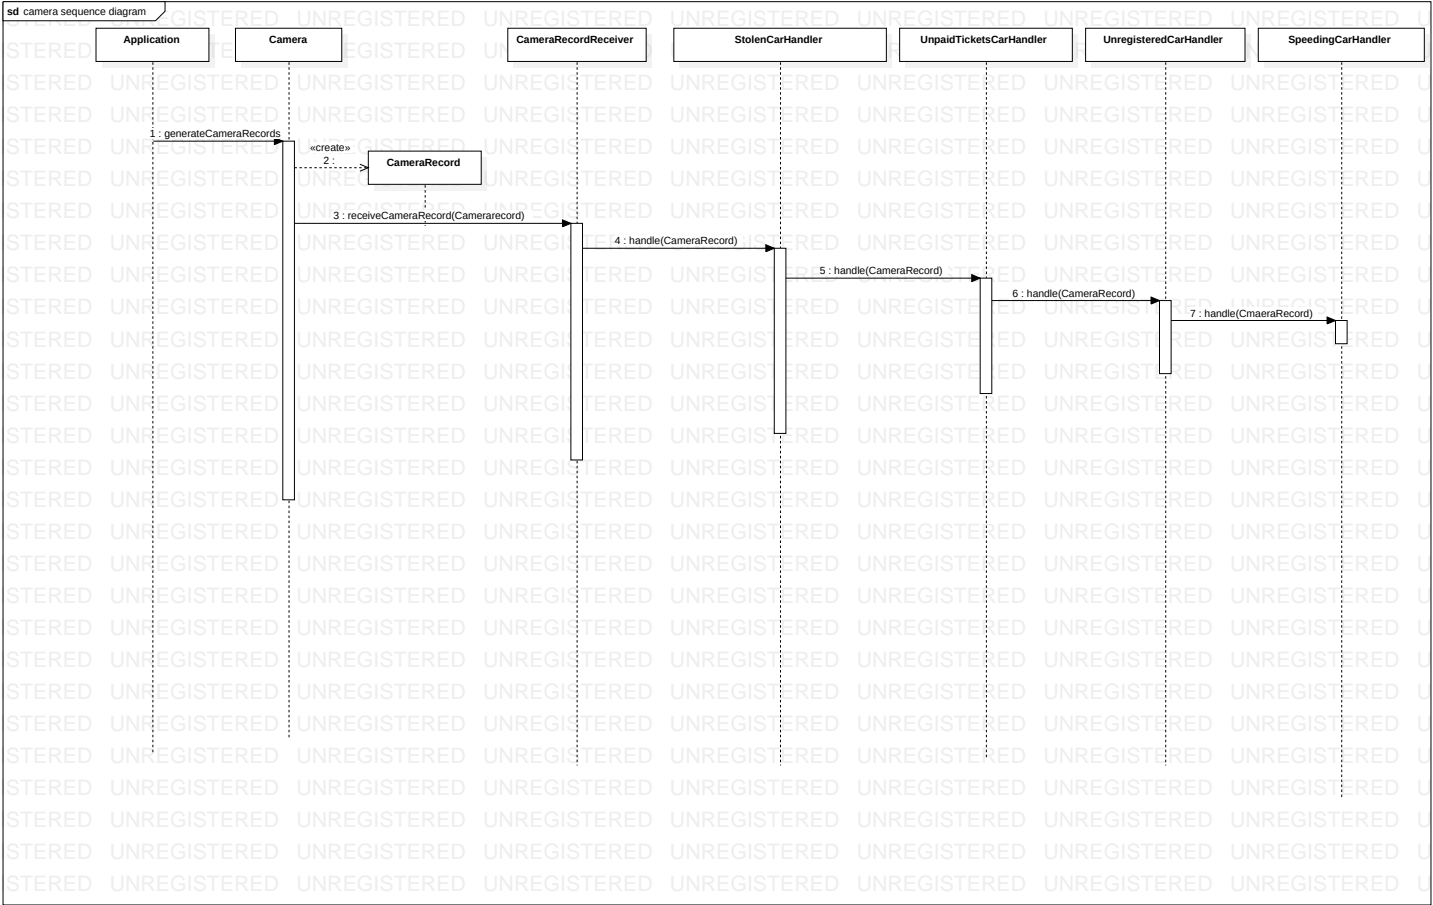 sd camera sequence diagram
Application
Camera
CameraRecordReceiver
StolenCarHandler
UnpaidTicketsCarHandler
UnregisteredCarHandler
SpeedingCarHandler
1 : generateCameraRecords
«create»
2 :
CameraRecord
3 : receiveCameraRecord(Camerarecord)
4 : handle(CameraRecord)
5 : handle(CameraRecord)
6 : handle(CameraRecord)
7 : handle(CmaeraRecord)
UNREGISTERED